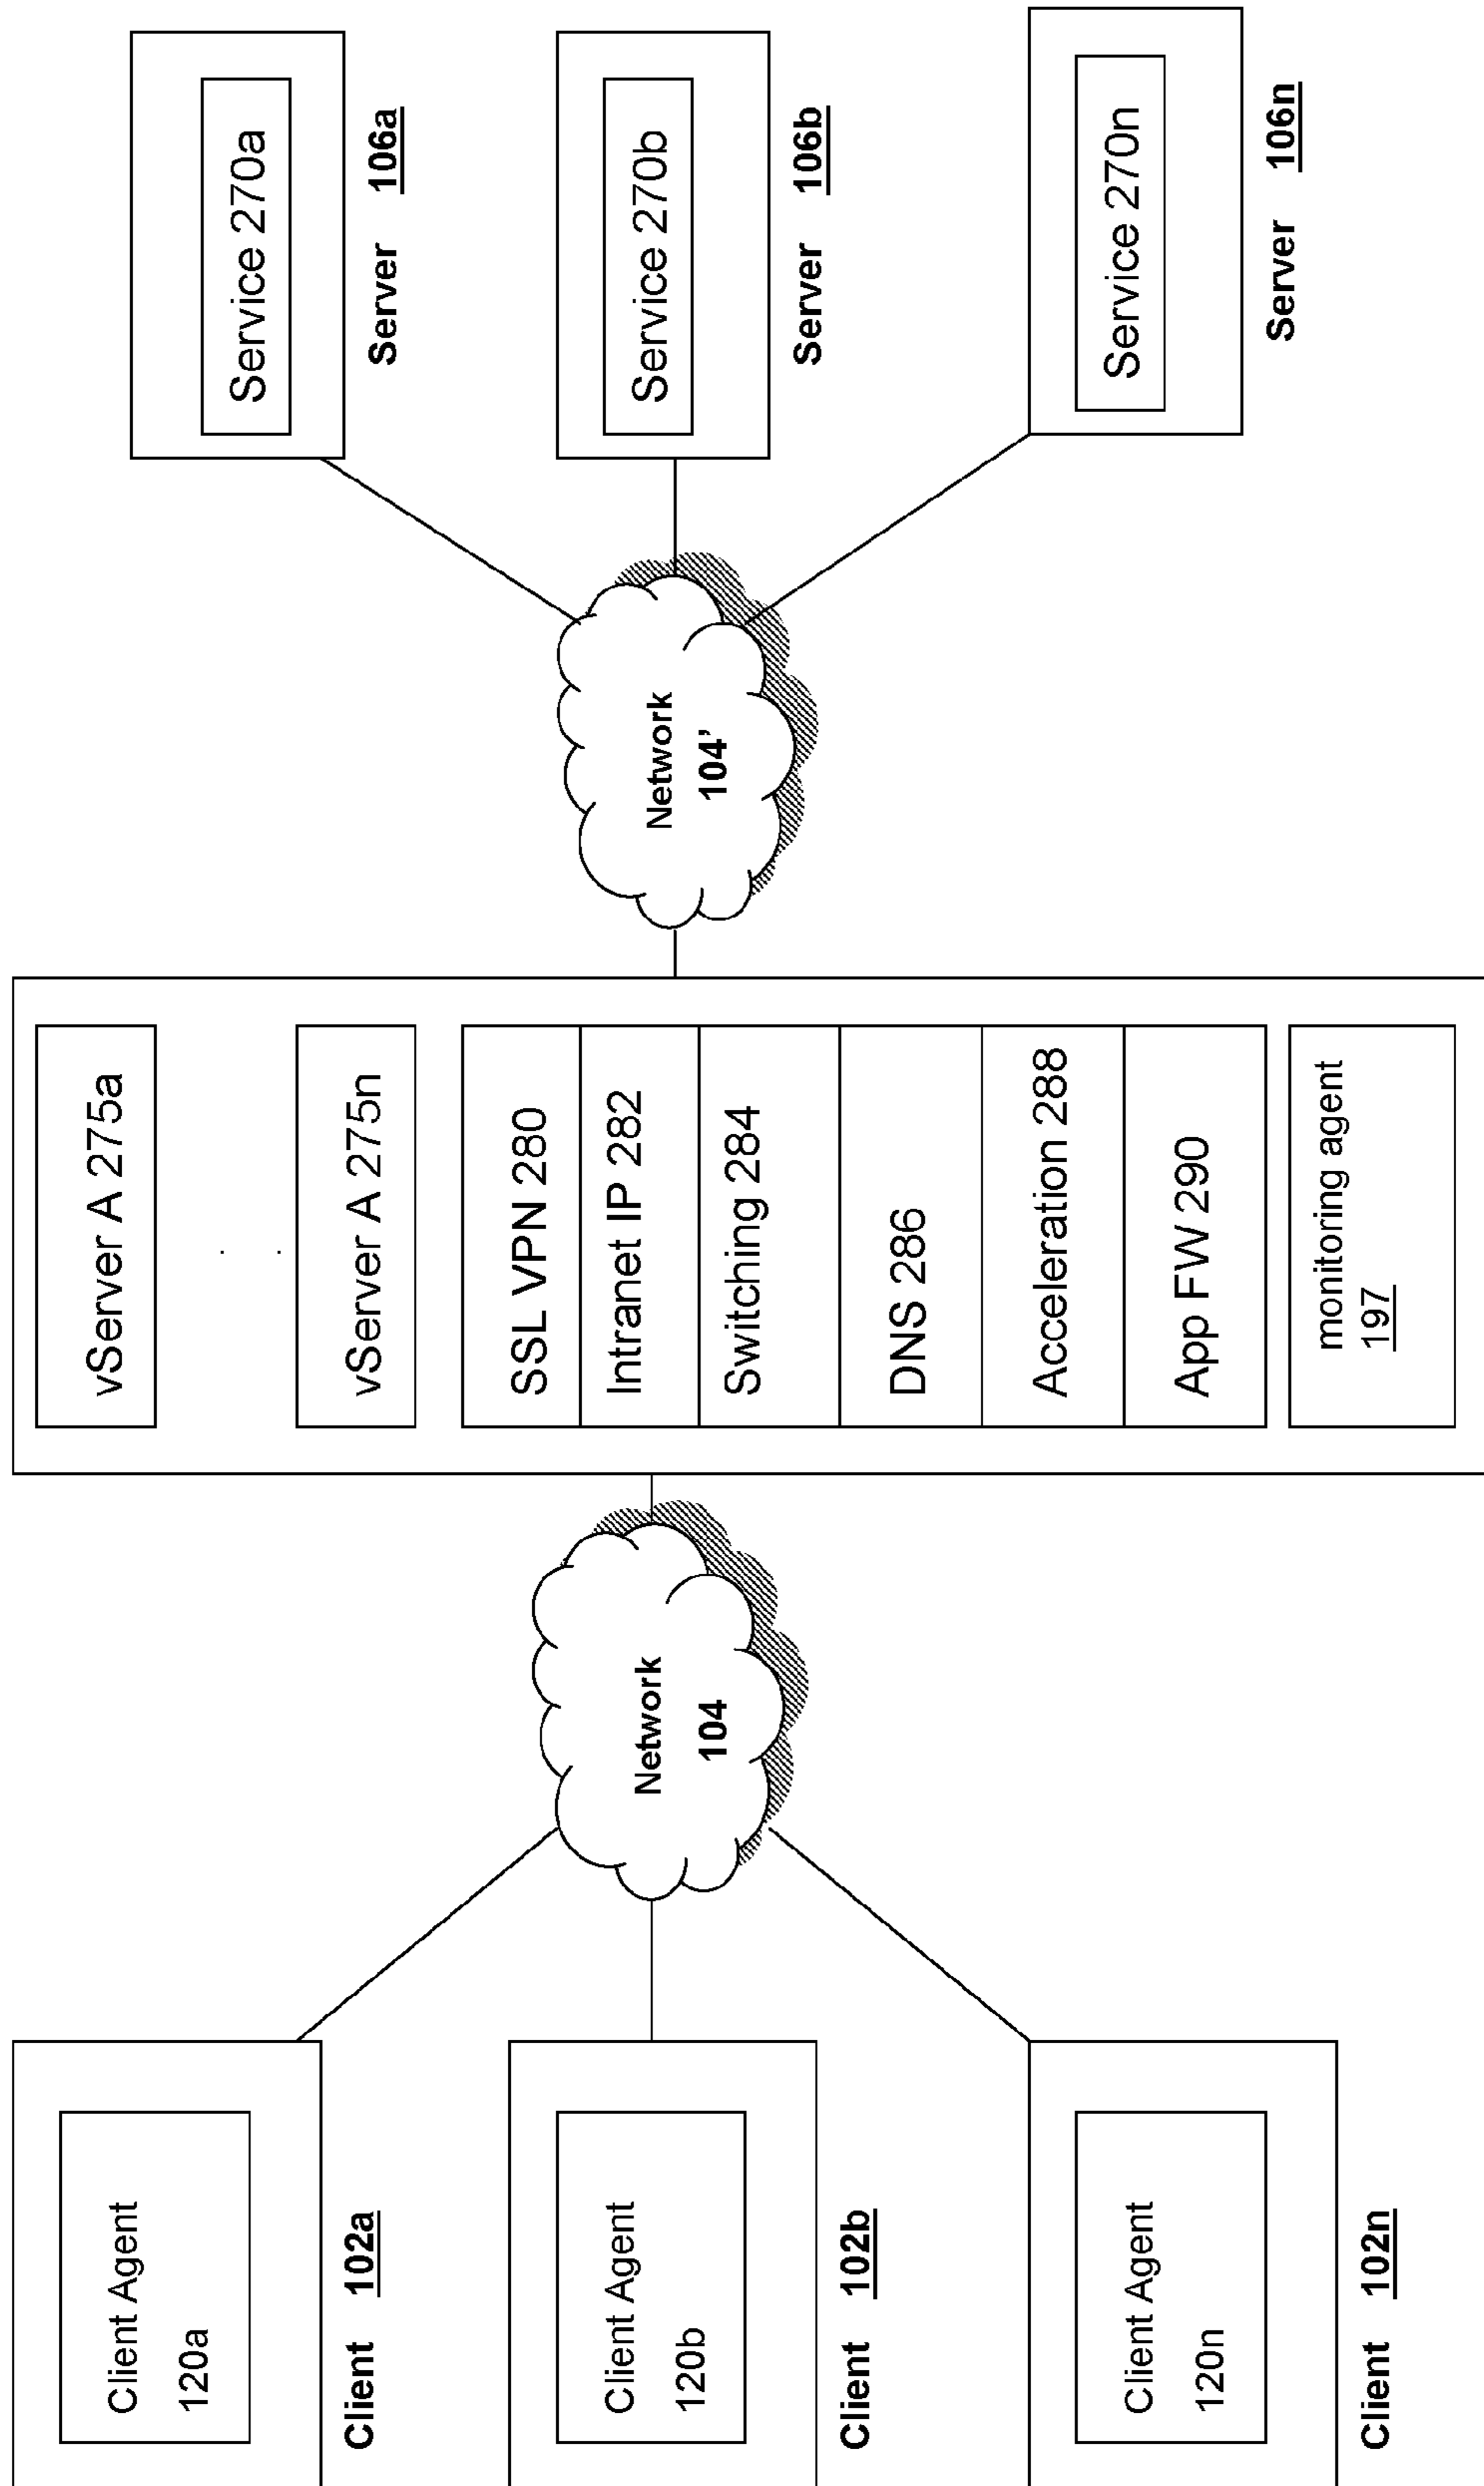 Client Agent
120a
Client 102a
Client Agent
120b
Client 102b
Client Agent
120n
Client 102n
Network
104
vServer A 275a
.
.
vServer A 275n
SSL VPN 280
Intranet IP 282
Switching 284
DNS 286
Acceleration 288
App FW 290
monitoring agent
197
Network
104’
Service 270a
Server 106a
Service 270b
Server 106b
Service 270n
Server 106n